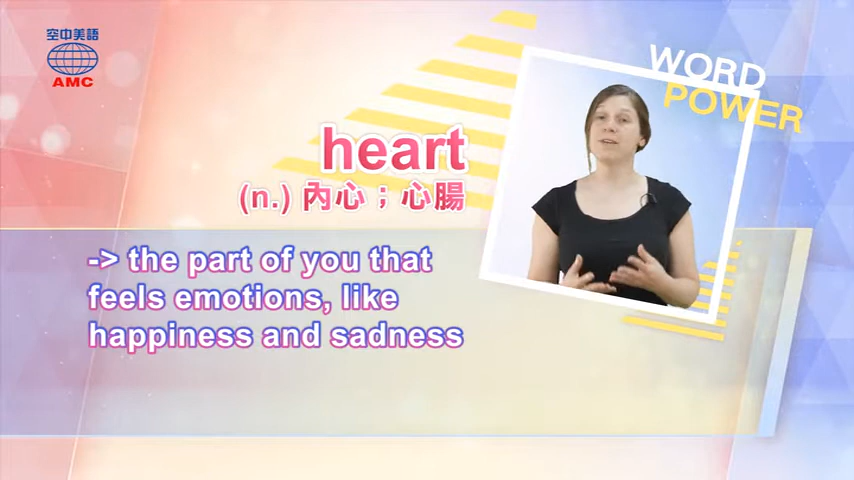 空中美語
AMC
WORD
POWER
heart
(n.) 內心；心腸
-> the part of you that
feels emotions, like
happiness and sadness